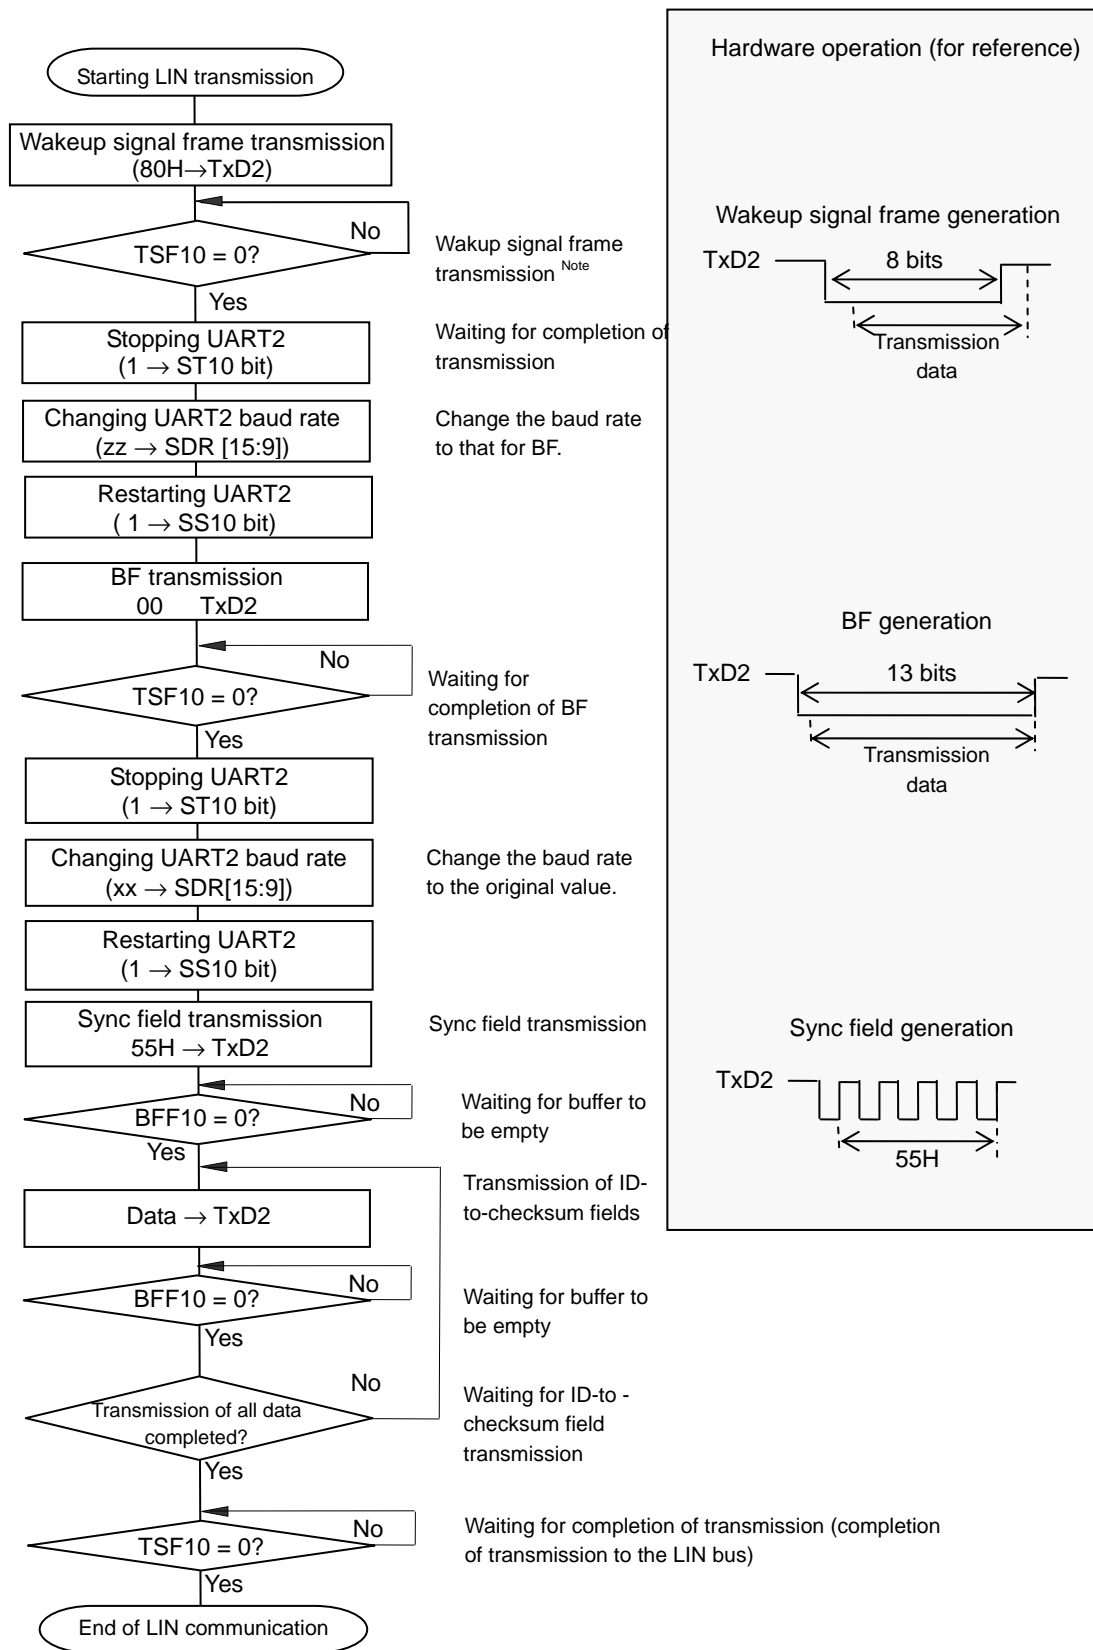 Starting LIN transmission
Wakeup signal frame transmission
(80H→TxD2)
No
TSF10 = 0?
Wakup signal frame
transmission Note
Yes
Stopping UART2
(1 → ST10 bit)
Waiting for completion of
transmission
Changing UART2 baud rate
(zz → SDR [15:9])
Change the baud rate
to that for BF.
Restarting UART2
( 1 → SS10 bit)
BF transmission
00 TxD2
No
TSF10 = 0?
Waiting for
completion of BF
transmission
Yes
Stopping UART2
(1 → ST10 bit)
Changing UART2 baud rate
(xx → SDR[15:9])
Change the baud rate
to the original value.
Restarting UART2
(1 → SS10 bit)
Sync field transmission
55H → TxD2
Sync field transmission
No
BFF10 = 0?
Waiting for buffer to
be empty
Yes
Data → TxD2
Transmission of ID-
to-checksum fields
No
BFF10 = 0?
Waiting for buffer to
be empty
Yes
No
Transmission of all data
completed?
Waiting for ID-to -
checksum field
transmission
Yes
No
TSF10 = 0?
Waiting for completion of transmission (completion
of transmission to the LIN bus)
Yes
End of LIN communication
Hardware operation (for reference)
Wakeup signal frame generation
TxD2
8 bits
Transmission
data
BF generation
TxD2
13 bits
Transmission
data
Sync field generation
TxD2
55H